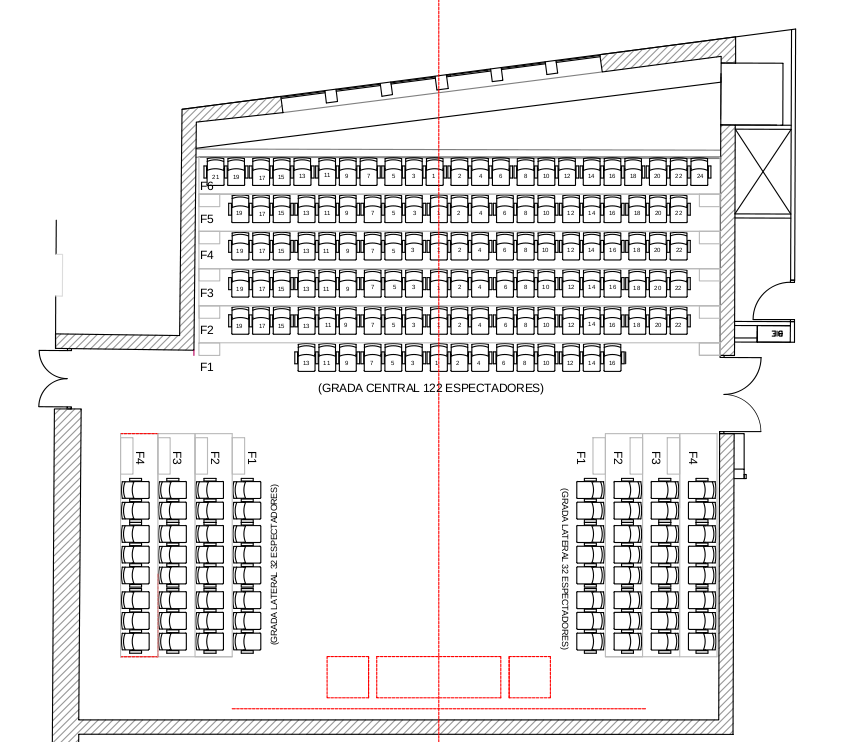 21 19 17 15 13 11 9 7 5 3 1 2 4 6 8 10 12 14 16 18 20 22 24
F6
19 17 15 13 11 9 7 5 3 1 2 4 6 8 10 12 14 16 18 20 22
F5
19 17 15 13 11 9 7 5 3 1 2 4 6 8 10 12 14 16 18 20 22
F4
19 17 15 13 11 9 7 5 3 1 2 4 6 8 10 12 14 16 18 20 22
F3
19 17 15 13 11 9 7 5 3 1 2 4 6 8 10 12 14 16 18 20 22
F2
13 11 9 7 5 3 1 2 4 6 8 10 12 14 16
F1
(GRADA CENTRAL 122 ESPECTADORES)
F4 F3 F2 F1
(GRADA LATERAL 32 ESPECTADORES)
F1 F2 F3 F4
(GRADA LATERAL 32 ESPECTADORES)